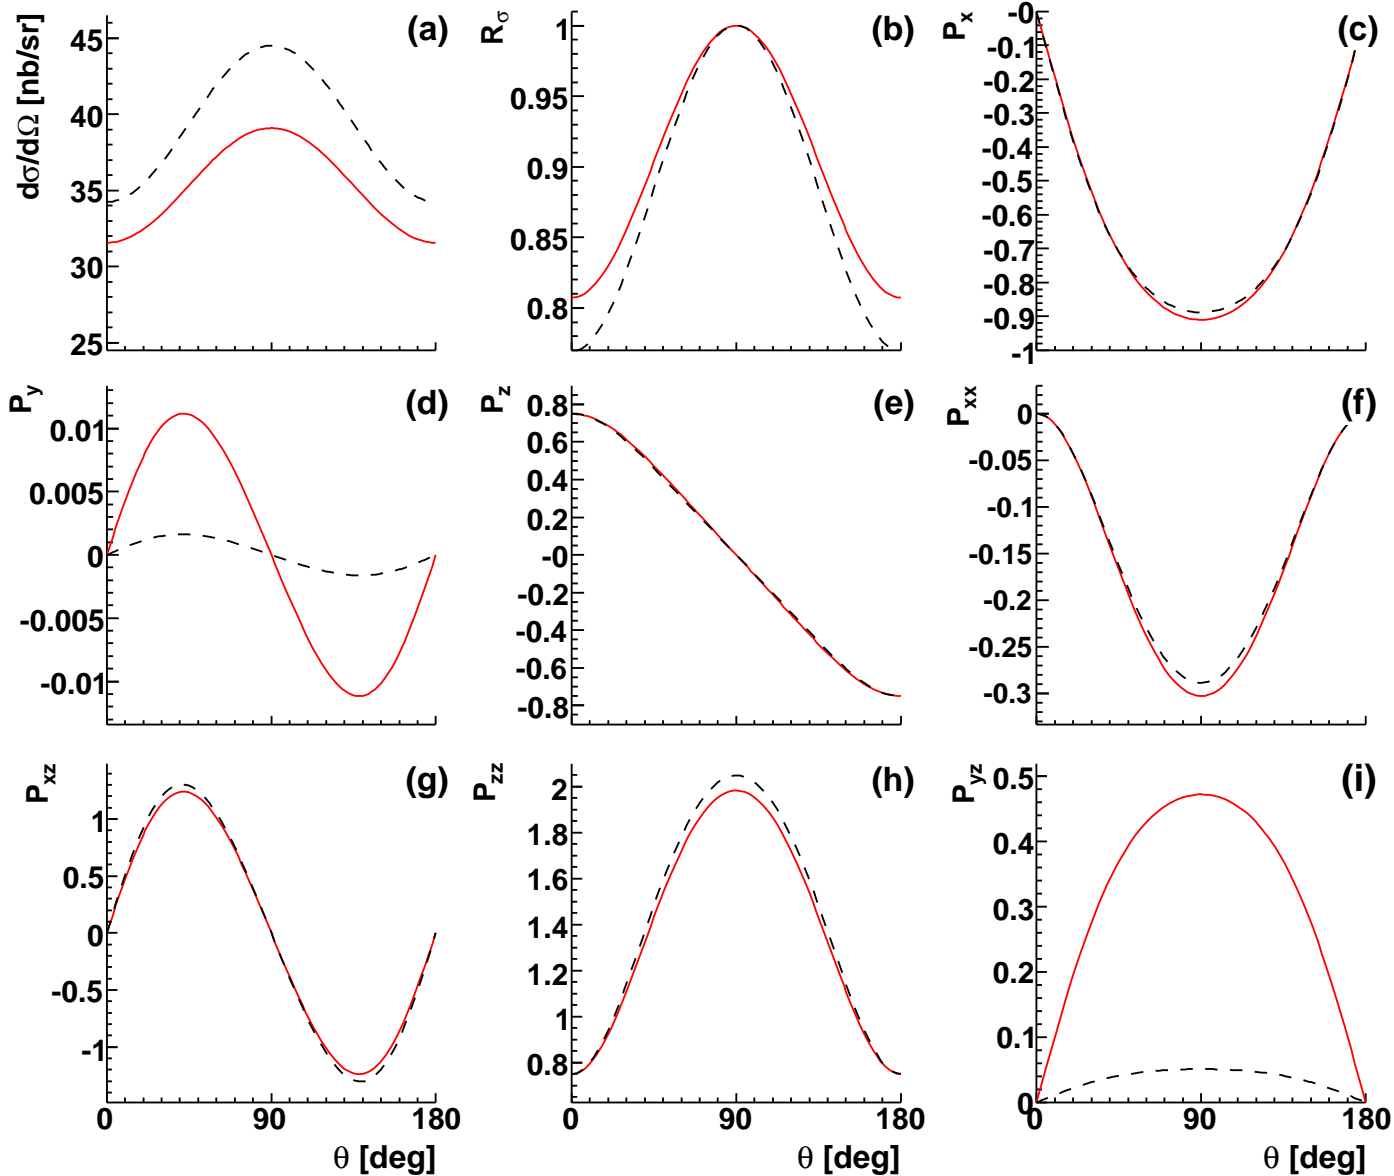 dσ/dΩ [nb/sr]
45
40
35
30
25
(a)
R_σ
1
0.95
0.9
0.85
0.8
(b)
P_x
-0
-0.1
-0.2
-0.3
-0.4
-0.5
-0.6
-0.7
-0.8
-0.9
-1
(c)
P_y
0.01
0.005
0
-0.005
-0.01
(d)
P_z
0.8
0.6
0.4
0.2
-0
-0.2
-0.4
-0.6
-0.8
(e)
P_xx
0
-0.05
-0.1
-0.15
-0.2
-0.25
-0.3
(f)
P_xz
1
0.5
0
-0.5
-1
(g)
0 90 180
θ [deg]
P_zz
2
1.8
1.6
1.4
1.2
1
0.8
(h)
0 90 180
θ [deg]
P_yz
0.5
0.4
0.3
0.2
0.1
0
(i)
0 90 180
θ [deg]